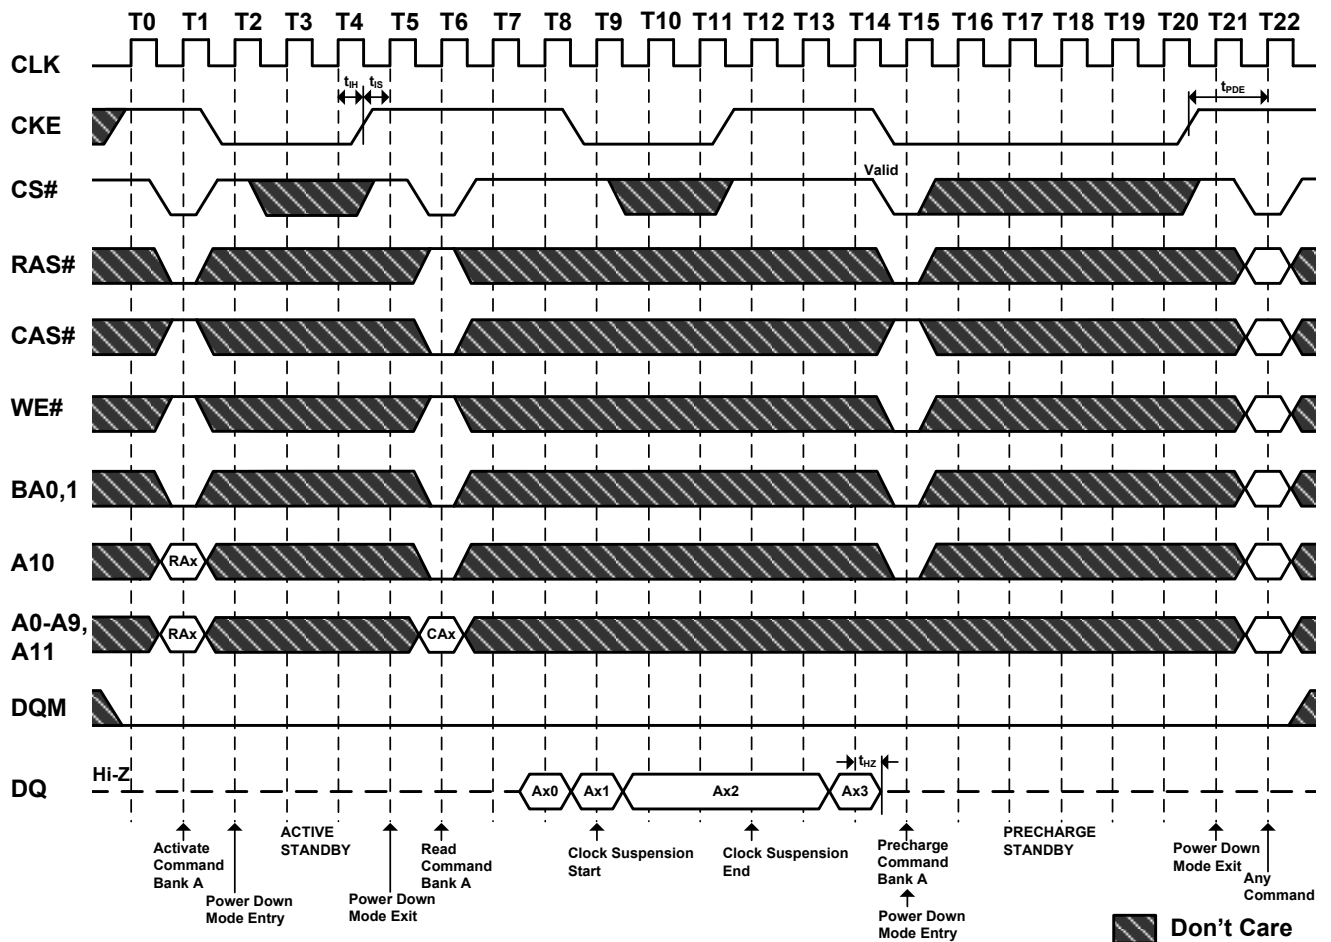 T0 T1 T2 T3 T4 T5 T6 T7 T8 T9 T10 T11 T12 T13 T14 T15 T16 T17 T18 T19 T20 T21 T22
CLK
tIH tIS tPDE
CKE
Valid
CS#
RAS#
CAS#
WE#
BA0,1
A10
RAx
A0-A9,
A11
RAx CAx
DQM
Hi-Z
tHZ
DQ
Ax0 Ax1 Ax2 Ax3
Activate
Command
Bank A
Power Down
Mode Entry
ACTIVE
STANDBY
Power Down
Mode Exit
Read
Command
Bank A
Clock Suspension
Start
Clock Suspension
End
Precharge
Command
Bank A
Power Down
Mode Entry
PRECHARGE
STANDBY
Power Down
Mode Exit
Any
Command
Don't Care